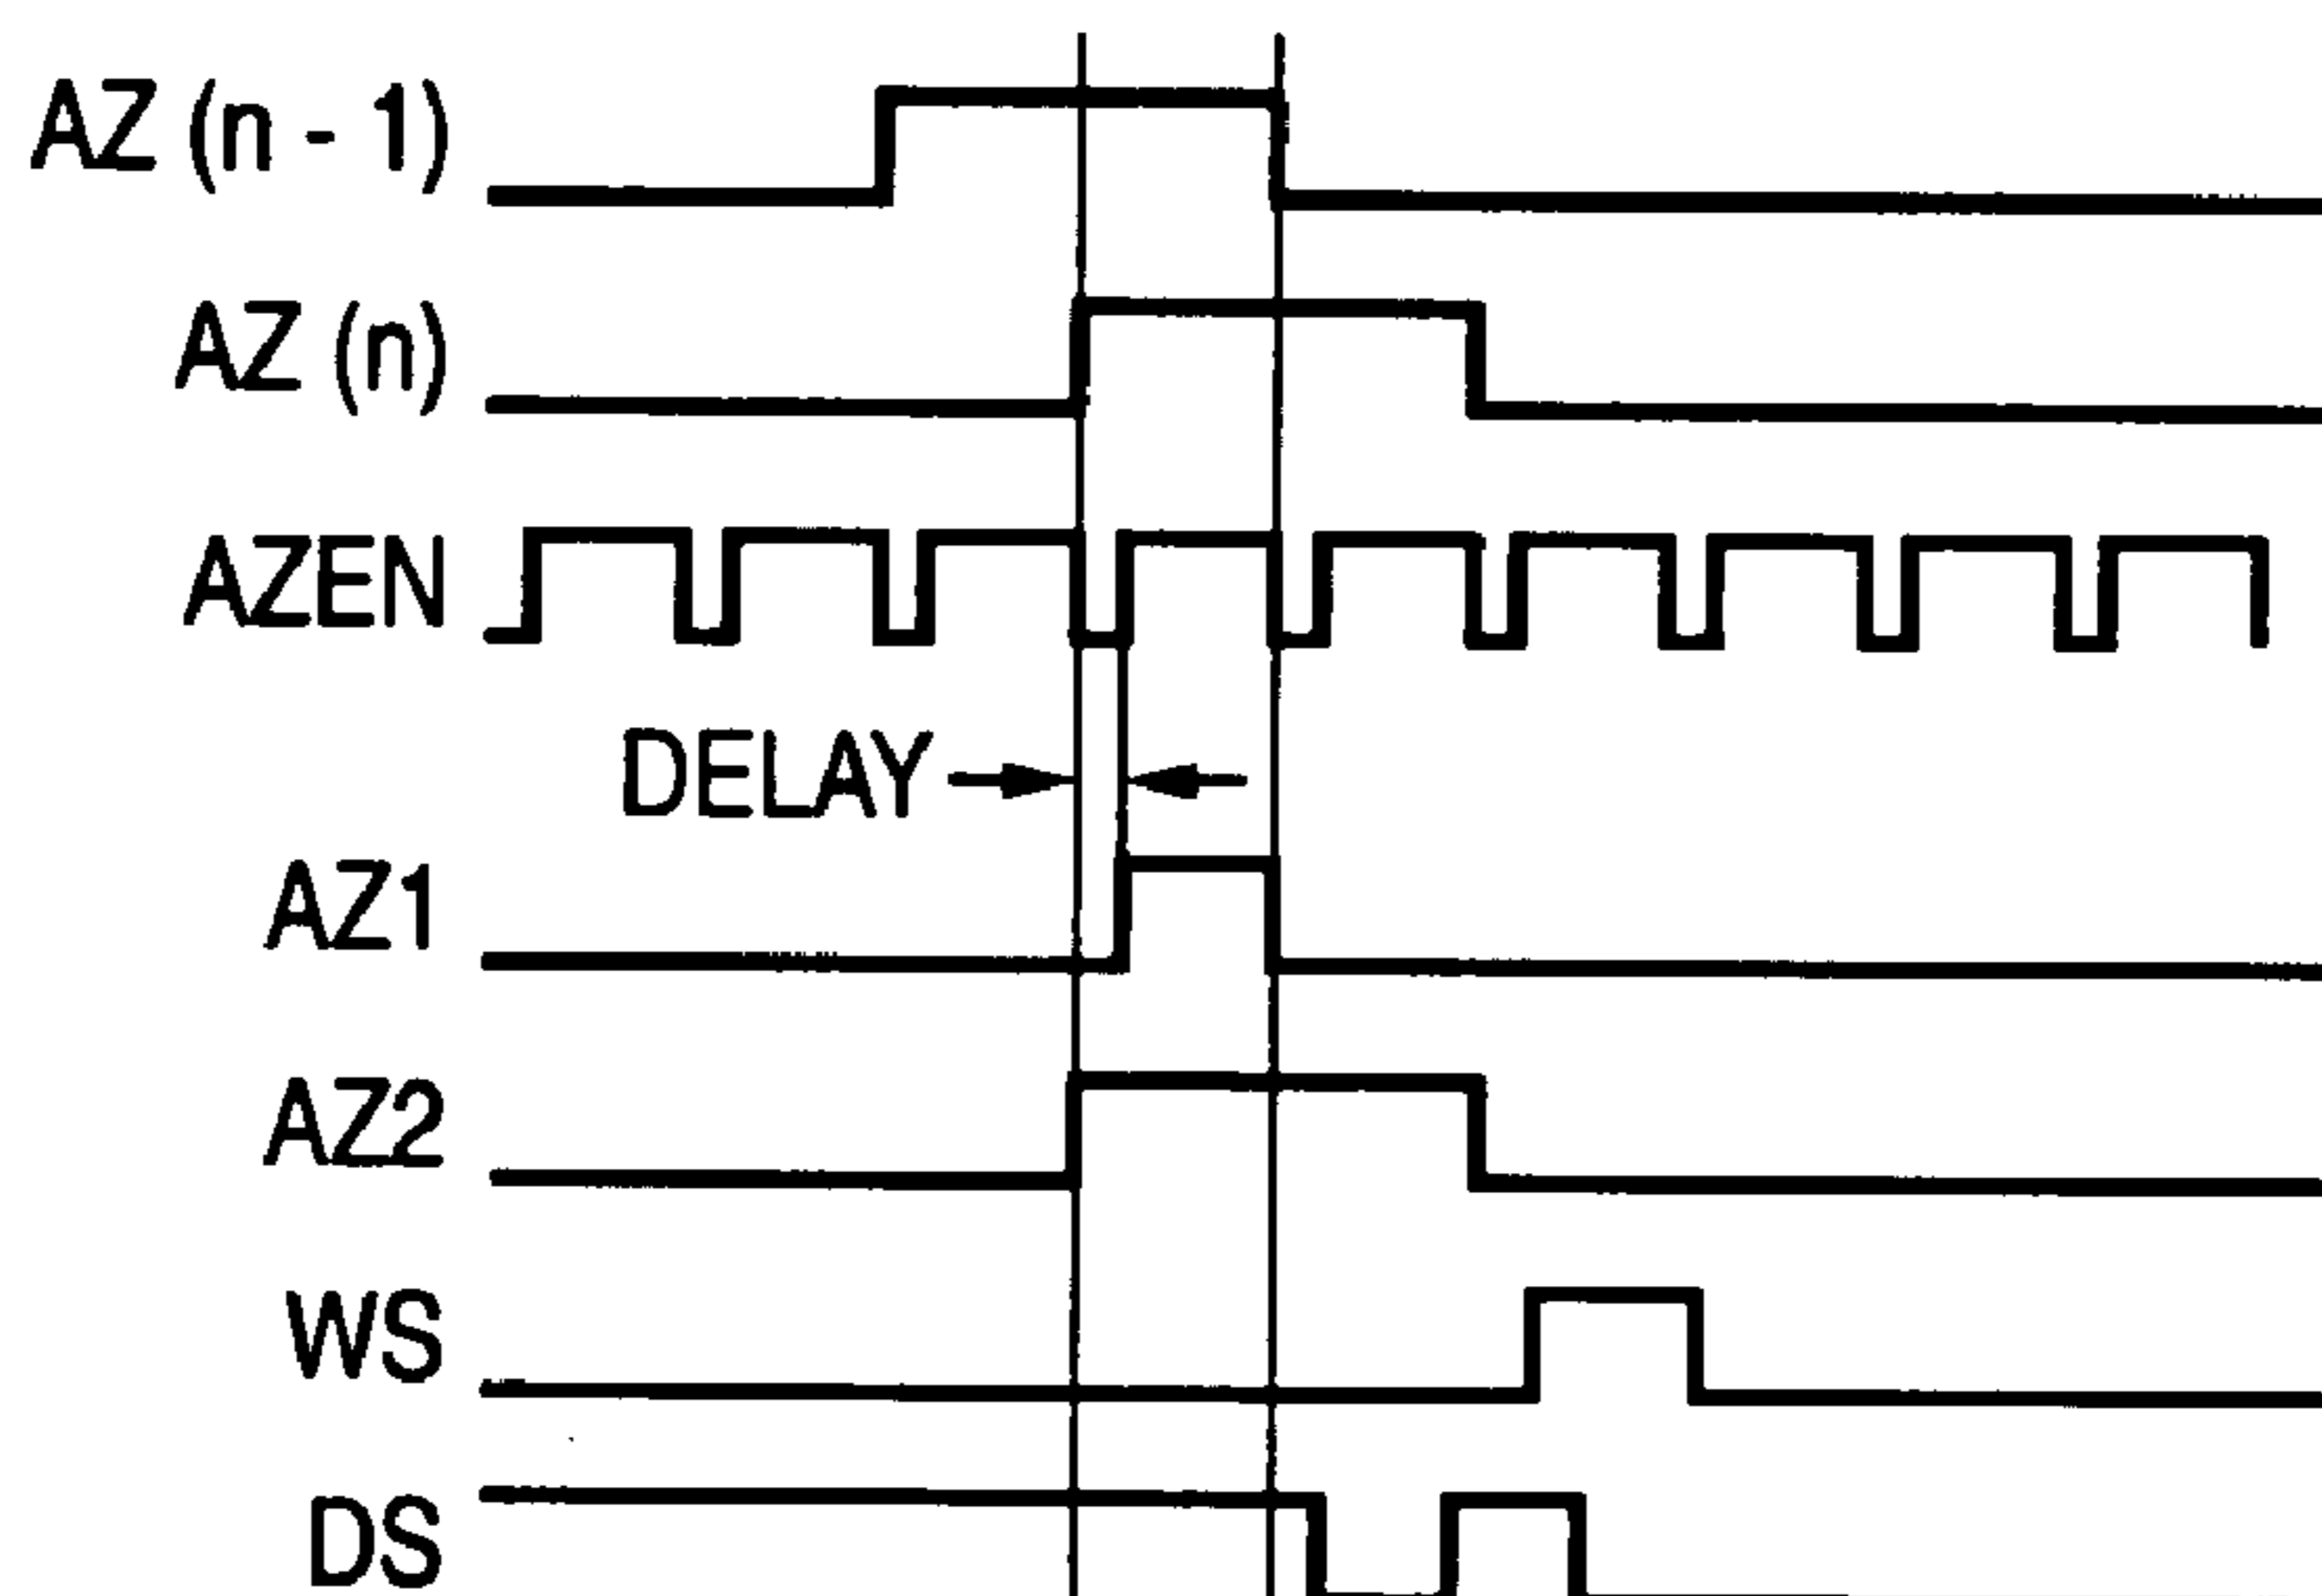 AZ (n - 1)
AZ (n)
AZEN
DELAY
AZ1
AZ2
WS
DS